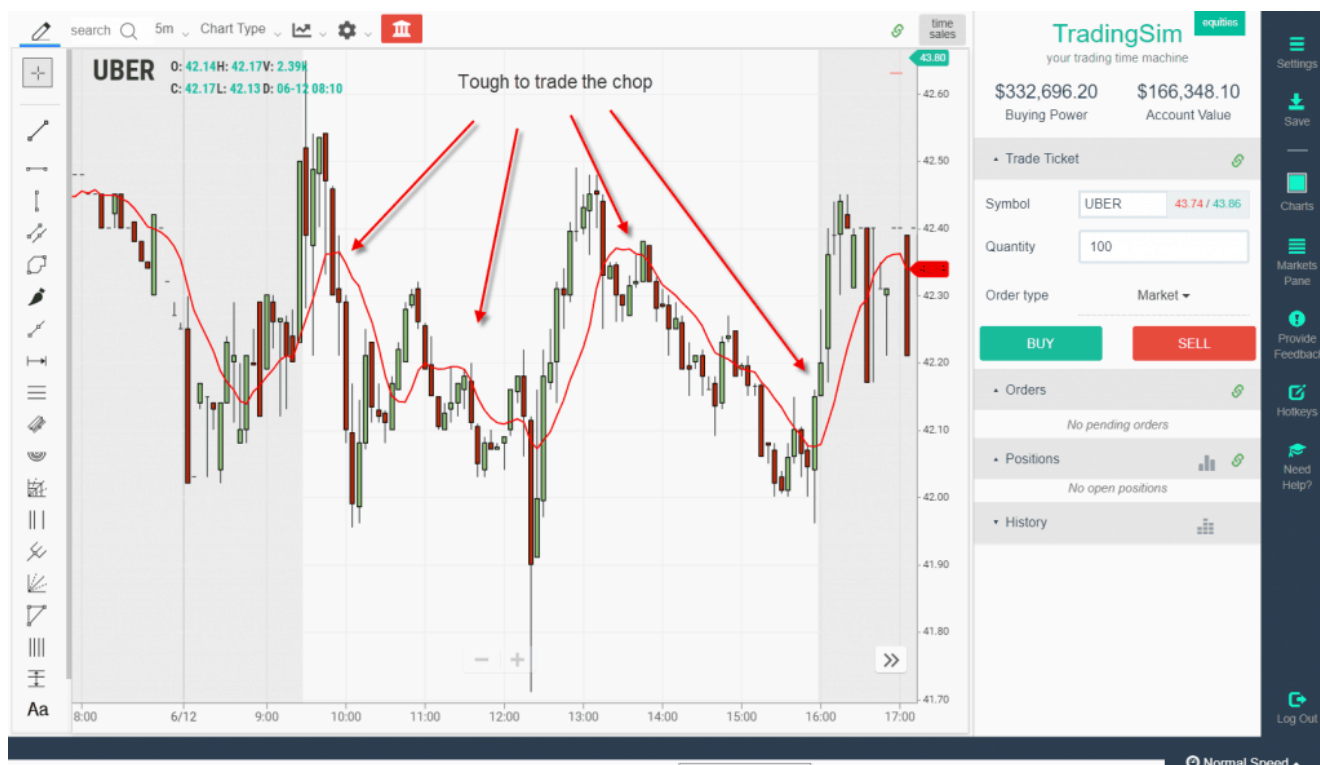 search 5m Chart Type
time
sales
UBER
O: 42.14H: 42.17V: 2.39K
C: 42.17L: 42.13 D: 06-12 08:10
Tough to trade the chop
43.80
42.60
42.50
42.40
42.30
42.20
42.10
42.00
41.90
41.80
41.70
Aa
8:00 6/12 9:00 10:00 11:00 12:00 13:00 14:00 15:00 16:00 17:00
TradingSim
equities
your trading time machine
$332,696.20 $166,348.10
Buying Power Account Value
Trade Ticket
Symbol UBER 43.74 / 43.86
Quantity 100
Order type Market
BUY SELL
Orders
No pending orders
Positions
No open positions
History
Settings
Save
Charts
Markets
Pane
Provide
Feedbac
Hotkeys
Need
Help?
Log Out
Normal Speed